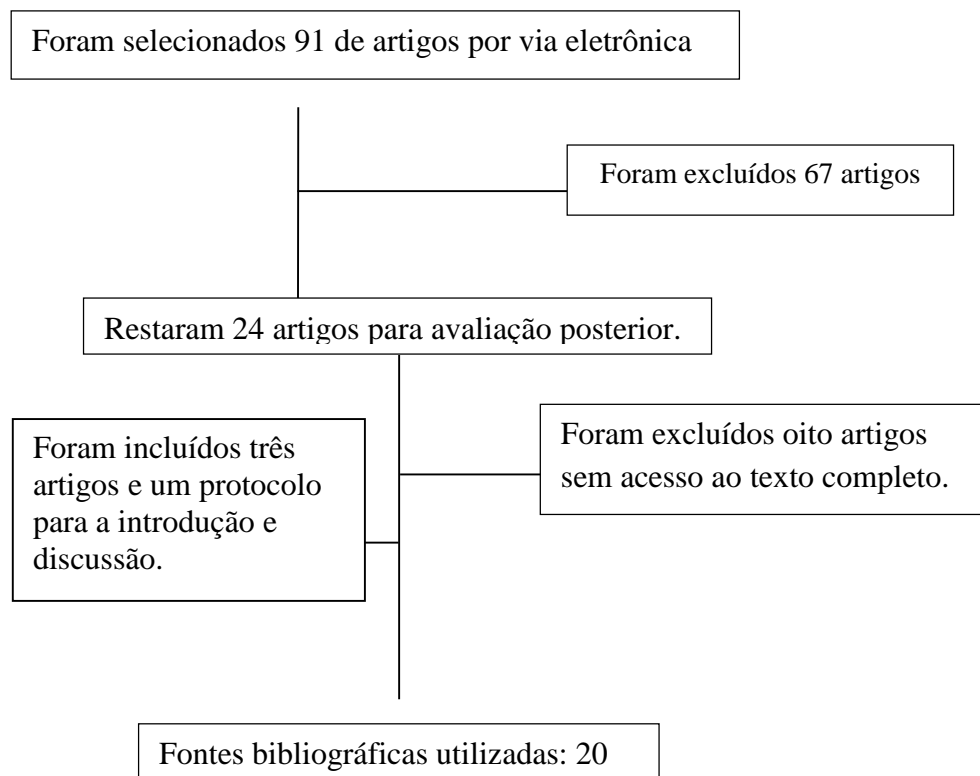 Foram selecionados 91 de artigos por via eletrônica
Foram excluídos 67 artigos
Restaram 24 artigos para avaliação posterior.
Foram excluídos oito artigos
sem acesso ao texto completo.
Foram incluídos três
artigos e um protocolo
para a introdução e
discussão.
Fontes bibliográficas utilizadas: 20